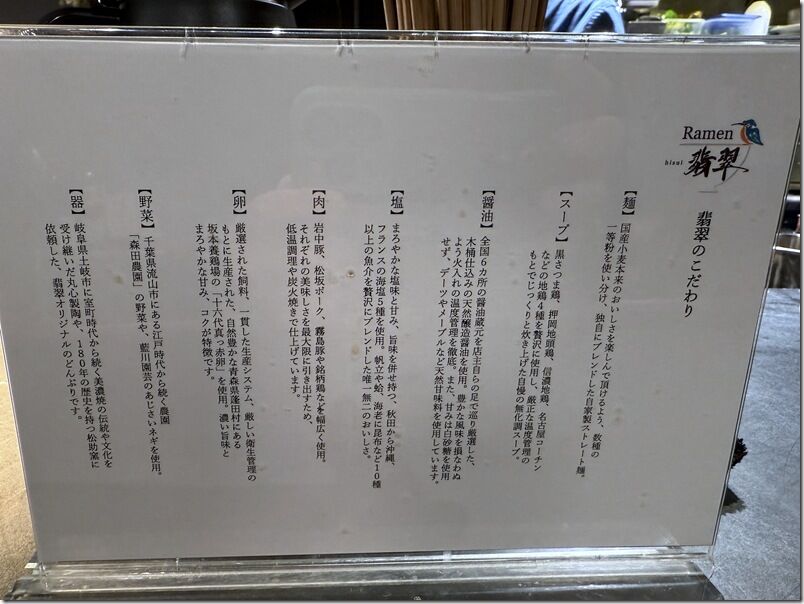 Ramen
hisui
翡翠
翡翠のこだわり
【麺】国産小麦本来のおいしさを楽しんで頂けるよう、数種の
一等粉を使い分け、独自にブレンドした自家製ストレート麺。
【スープ】黒さつま鶏、押岡地頭鶏、信濃地鶏、名古屋コーチン
などの地鶏4種を贅沢に使用し、厳正な温度管理の
もとでじっくりと炊き上げた自慢の無化調スープ。
【醤油】全国6カ所の醤油蔵元を店主自らの足で巡り厳選した、
木桶仕込みの天然醸造醤油を使用。豊かな風味を損なわぬ
よう火入れの温度管理を徹底。また、甘みは白砂糖を使用
せず、デーツやメープルなど天然甘味料を使用しています。
【塩】まろやかな塩味と甘み、旨味を併せ持つ、秋田から沖縄、
フランスの海塩5種を使用。帆立や蛤、海老に昆布など10種
以上の魚介を贅沢にブレンドした唯一無二のおいしさ。
【肉】岩中豚、松坂ポーク、霧島豚や銘柄鶏などを幅広く使用。
それぞれの美味しさを最大限に引き出すため、
低温調理や炭火焼きで仕上げています。
【卵】厳選された飼料、一貫した生産システム、厳しい衛生管理の
もとに生産された、自然豊かな青森県蓬田村にある
坂本養鶏場の「十六代真っ赤卵」を使用。濃い旨味と
まろやかな甘み、コクが特徴です。
【野菜】千葉県流山市にある江戸時代から続く農園
「森田農園」の野菜や、藍川園芸のあじさいネギを使用。
【器】岐阜県土岐市に室町時代から続く美濃焼の伝統や文化を
受け継いだ丸心製陶や、180年の歴史を持つ松助窯に
依頼した、翡翠オリジナルのどんぶりです。